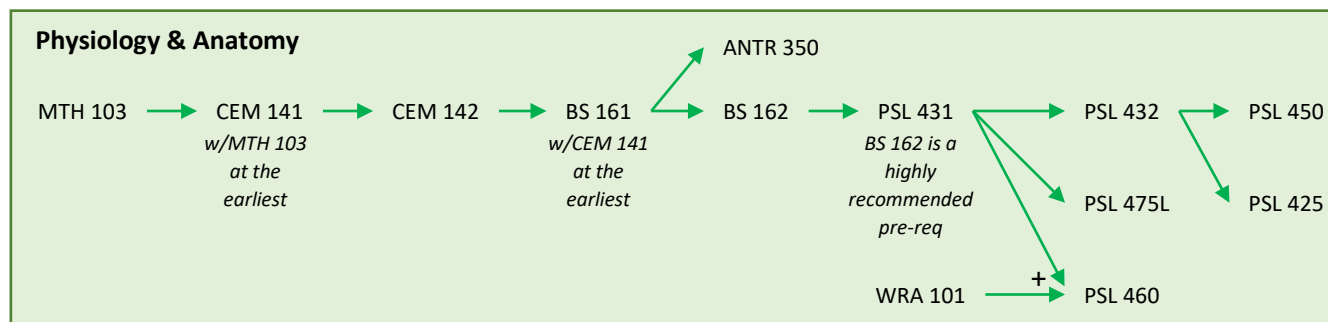 Physiology & Anatomy
ANTR 350
MTH 103
CEM 141
w/MTH 103
at the
earliest
CEM 142
BS 161
w/CEM 141
at the
earliest
BS 162
PSL 431
BS 162 is a
highly
recommended
pre-req
PSL 432
PSL 450
PSL 475L
PSL 425
WRA 101
+
PSL 460